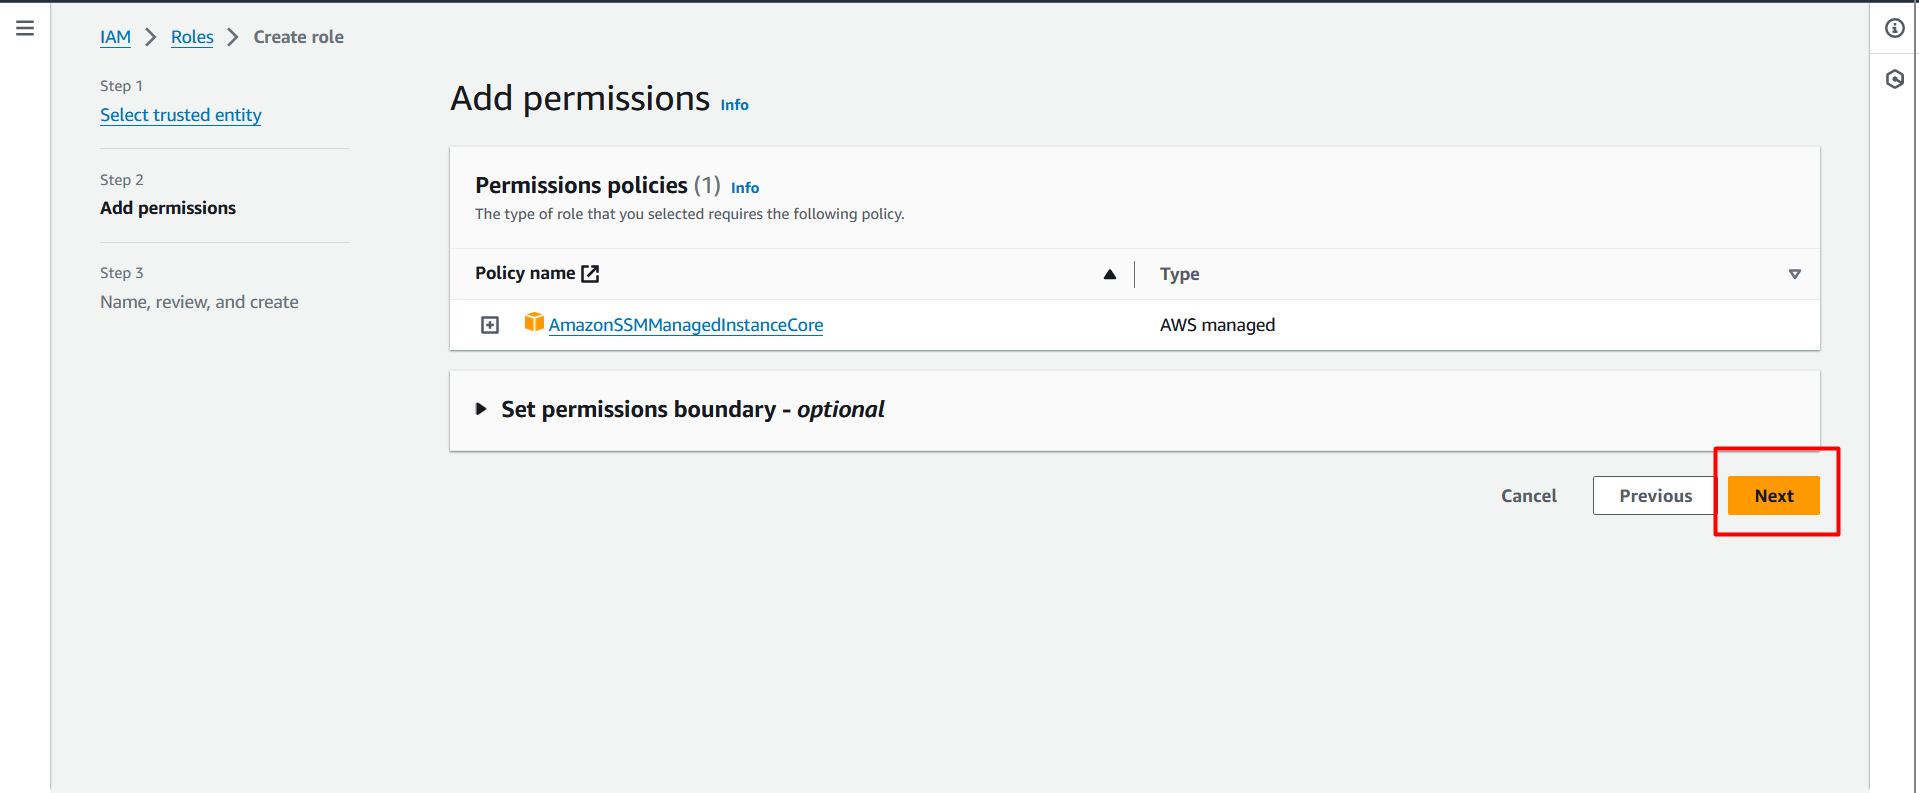 IAM > Roles > Create role
Step 1
Select trusted entity
Step 2
Add permissions
Step 3
Name, review, and create
Add permissions Info
Permissions policies (1) Info
The type of role that you selected requires the following policy.
Policy name Type
AmazonSSMManagedInstanceCore AWS managed
Set permissions boundary - optional
Cancel Previous Next